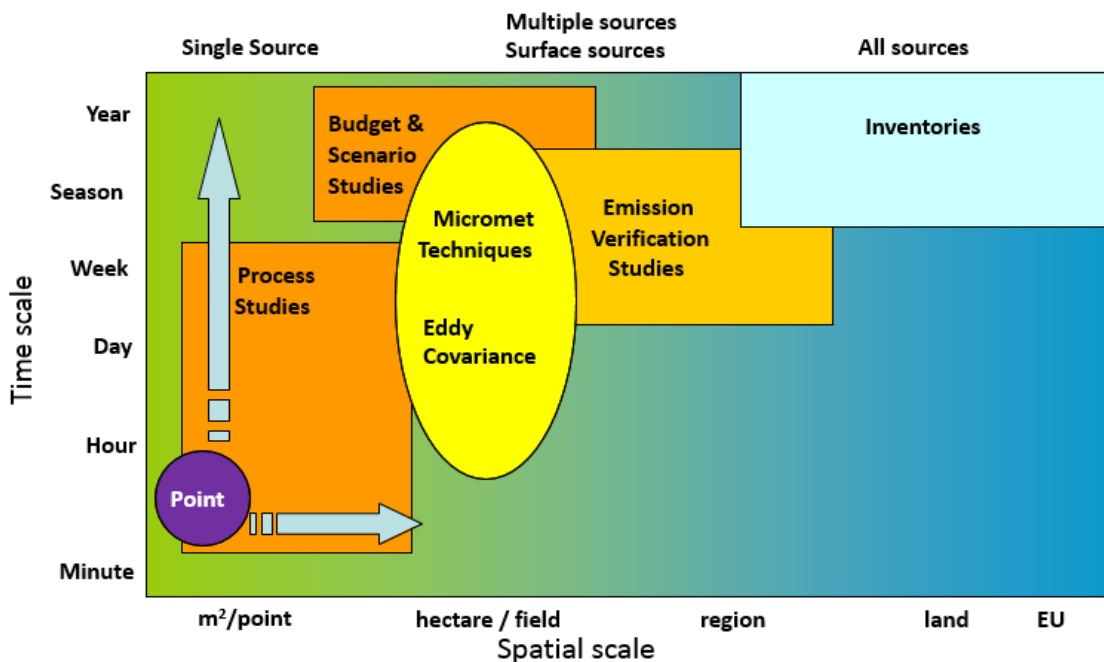 Multiple sources
Single Source
Surface sources
All sources
Year
Budget &
Scenario
Studies
Inventories
Season
Micromet
Techniques
Emission
Verification
Studies
Week
Process
Studies
Day
Eddy
Covariance
Hour
Point
Minute
Time scale
m²/point
hectare / field
region
land
EU
Spatial scale